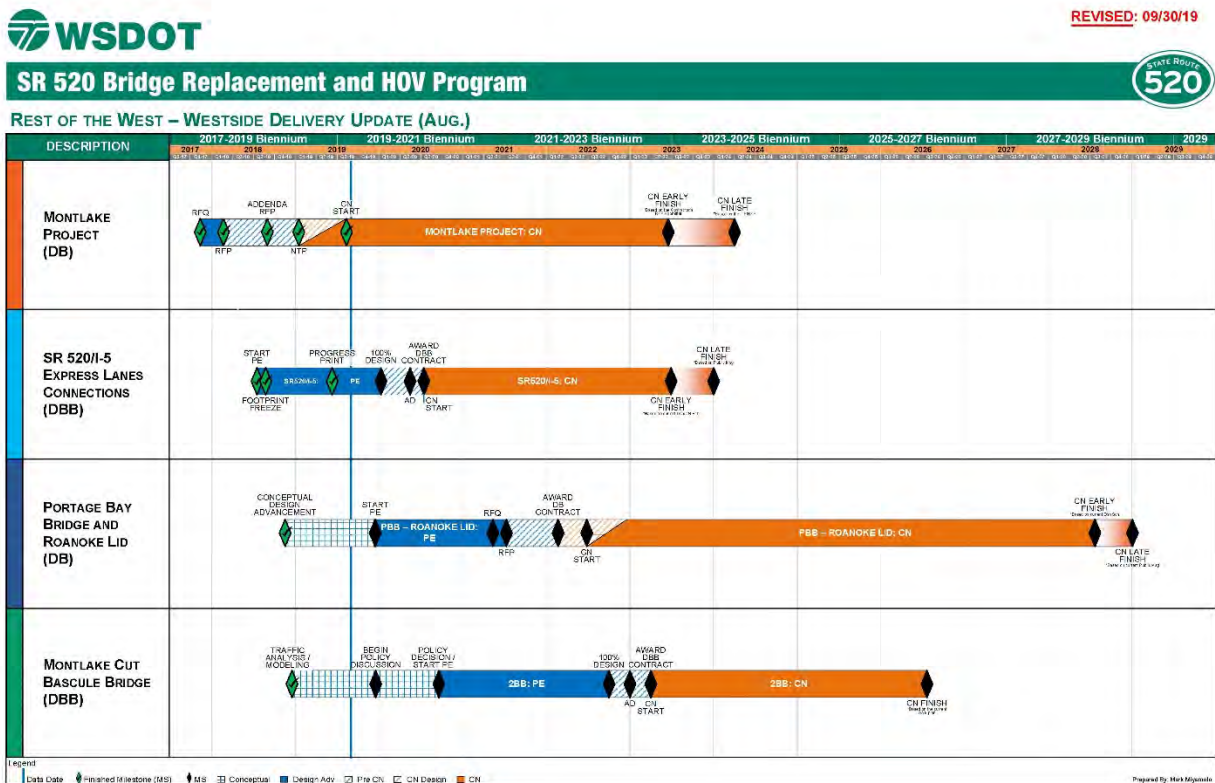 REVISED: 09/30/19
WSDOT
SR 520 Bridge Replacement and HOV Program
STATE ROUTE
520
REST OF THE WEST – WESTSIDE DELIVERY UPDATE (AUG.)
DESCRIPTION
2017-2019 Biennium 2019-2021 Biennium 2021-2023 Biennium 2023-2025 Biennium 2025-2027 Biennium 2027-2029 Biennium 2029
2017 2018 2019 2020 2021 2022 2023 2024 2025 2026 2027 2028 2029
MONTLAKE
PROJECT
(DB)
RFQ
ADDENDA
RFP
CN
START
CN EARLY
FINISH
CN LATE
FINISH
MONTLAKE PROJECT: CN
RFP
NTP
SR 520/I-5
EXPRESS LANES
CONNECTIONS
(DBB)
START
PE
PROGRESS
PRINT
100%
DESIGN
AWARD
DBB
CONTRACT
CN LATE
FINISH
SR520/I-5:
PE
SR520/I-5: CN
FOOTPRINT
FREEZE
AD
CN
START
CN EARLY
FINISH
PORTAGE BAY
BRIDGE AND
ROANOKE LID
(DB)
CONCEPTUAL
DESIGN
ADVANCEMENT
START
PE
RFQ
AWARD
DB
CONTRACT
CN EARLY
FINISH
PBB – ROANOKE LID:
PE
PBB – ROANOKE LID: CN
RFP
CN
START
CN LATE
FINISH
MONTLAKE CUT
BASCULE BRIDGE
(DBB)
TRAFFIC
ANALYSIS /
MODELING
BEGIN
POLICY
DISCUSSION
POLICY
DECISION /
START PE
100%
DESIGN
AWARD
DBB
CONTRACT
2BB: PE
2BB: CN
AD
CN
START
CN FINISH
Legend
Data Date Finished Milestone (MS) MS Conceptual Design Adv Pre CN CN Design CN
Prepared By: Mark Miyamoto